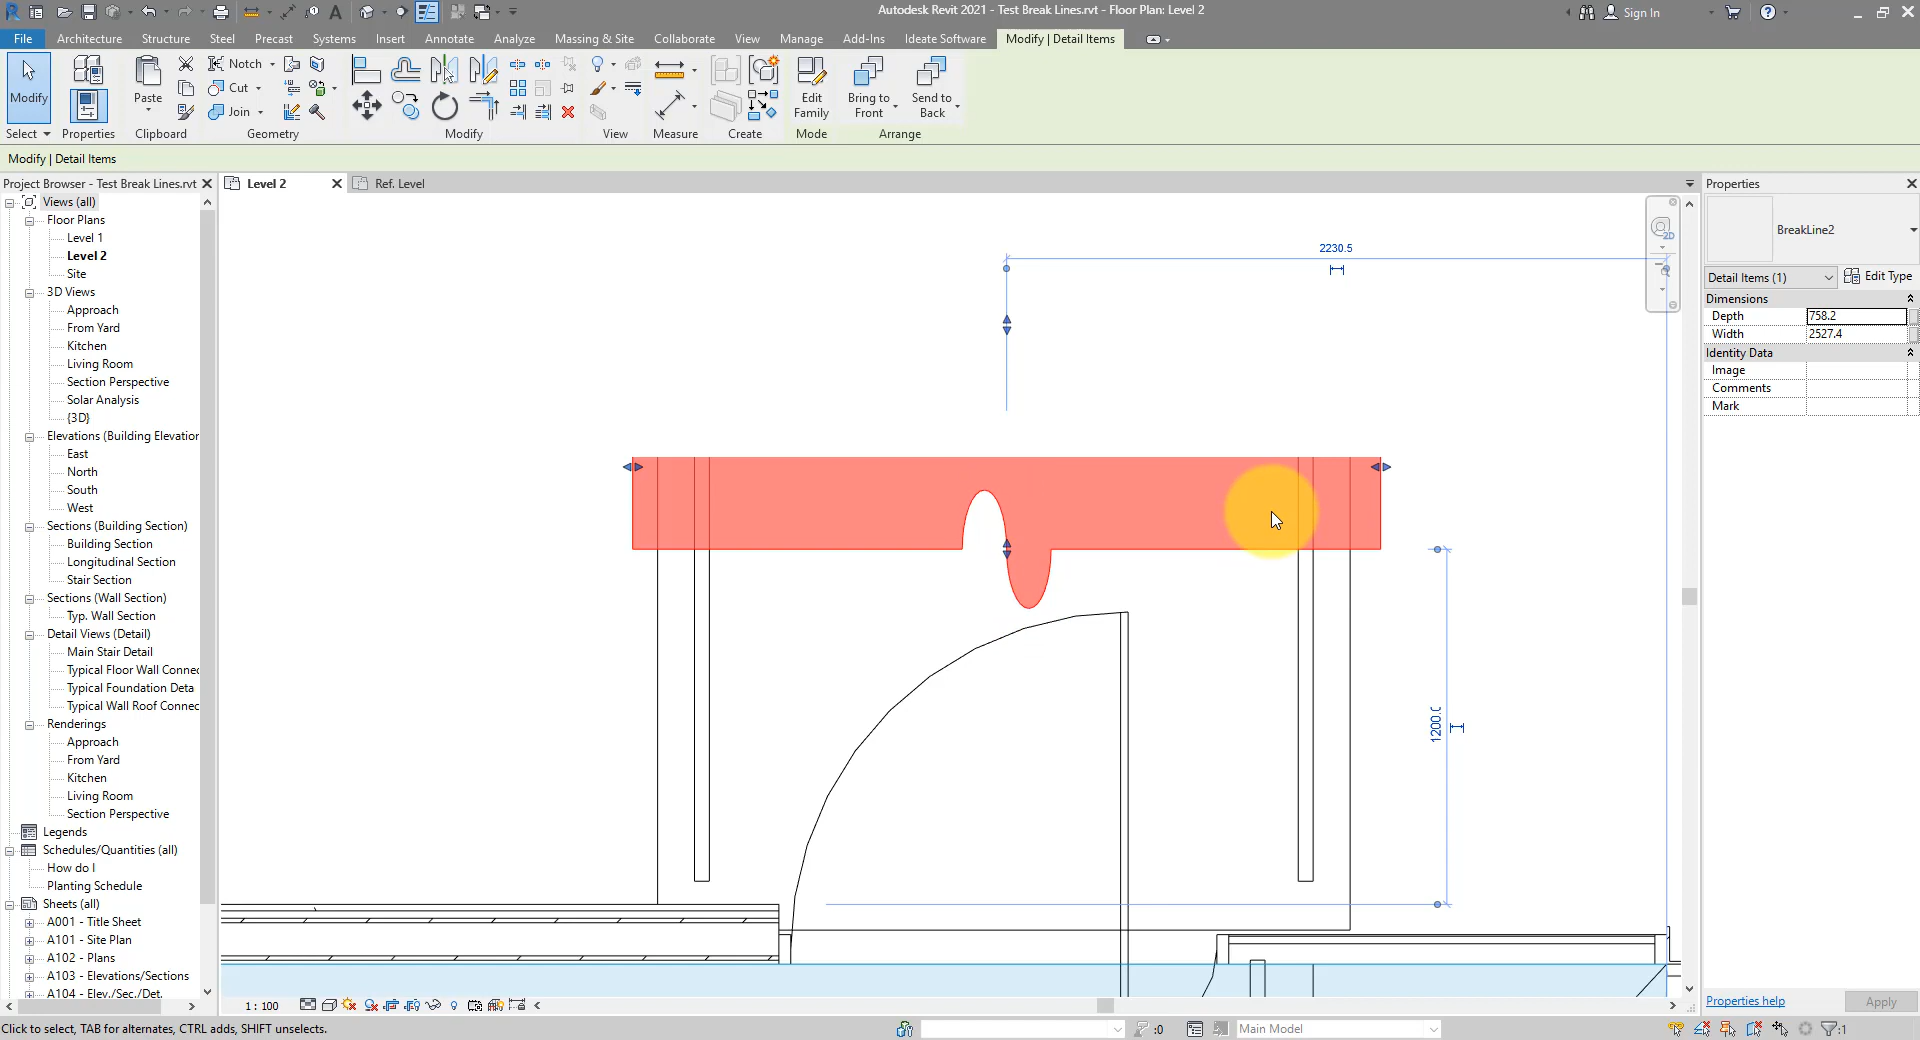 Autodesk Revit 2021 - Test Break Lines.rvt - Floor Plan: Level 2
Sign In
File Architecture Structure Steel Precast Systems Insert Annotate Analyze Massing & Site Collaborate View Manage Add-Ins Ideate Software Modify | Detail Items
Modify
Paste
Notch
Cut
Join
Edit Family
Bring to Front
Send to Back
Select Properties Clipboard Geometry Modify View Measure Create Mode Arrange
Modify | Detail Items
Project Browser - Test Break Lines.rvt
Level 2
Ref. Level
Properties
Views (all)
Floor Plans
Level 1
Level 2
Site
3D Views
Approach
From Yard
Kitchen
Living Room
Section Perspective
Solar Analysis
{3D}
Elevations (Building Elevation
East
North
South
West
Sections (Building Section)
Building Section
Longitudinal Section
Stair Section
Sections (Wall Section)
Typ. Wall Section
Detail Views (Detail)
Main Stair Detail
Typical Floor Wall Connec
Typical Foundation Deta
Typical Wall Roof Connec
Renderings
Approach
From Yard
Kitchen
Living Room
Section Perspective
Legends
Schedules/Quantities (all)
How do I
Planting Schedule
Sheets (all)
A001 - Title Sheet
A101 - Site Plan
A102 - Plans
A103 - Elevations/Sections
A104 - Elev./Sec./Det.
2230.5
1200.0
2D
BreakLine2
Detail Items (1)
Edit Type
Dimensions
Depth 758.2
Width 2527.4
Identity Data
Image
Comments
Mark
Properties help
Apply
1 : 100
Click to select, TAB for alternates, CTRL adds, SHIFT unselects.
:0
Main Model
:1